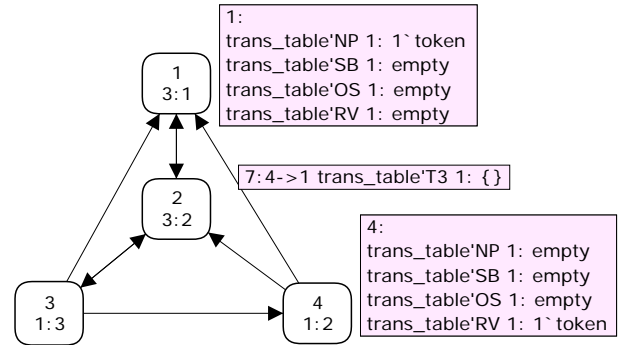 1:
trans_table'NP 1: 1`token
trans_table'SB 1: empty
trans_table'OS 1: empty
trans_table'RV 1: empty
1
3:1
7:4->1 trans_table'T3 1: {}
2
3:2
4:
trans_table'NP 1: empty
trans_table'SB 1: empty
trans_table'OS 1: empty
trans_table'RV 1: 1`token
3
1:3
4
1:2